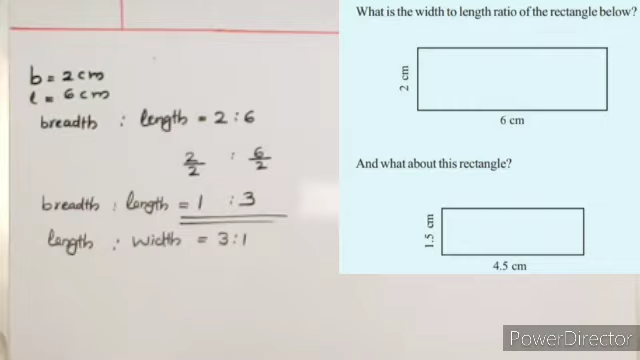 b = 2 cm
l = 6 cm
breadth : length = 2 : 6
2/2 : 6/2
breadth : length = 1 : 3
length : width = 3 : 1
What is the width to length ratio of the rectangle below?
2 cm
6 cm
And what about this rectangle?
1.5 cm
4.5 cm
PowerDirector